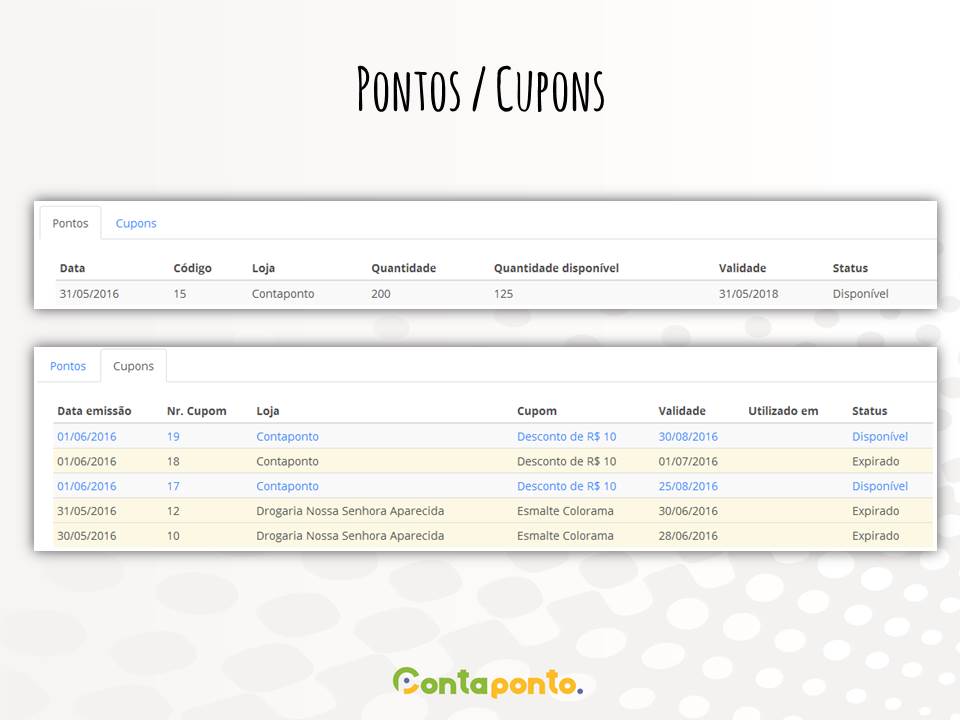 Pontos / Cupons
Pontos Cupons
Data Código Loja Quantidade Quantidade disponível Validade Status
31/05/2016 15 Contaponto 200 125 31/05/2018 Disponível
Pontos Cupons
Data emissão Nr. Cupom Loja Cupom Validade Utilizado em Status
01/06/2016 19 Contaponto Desconto de R$ 10 30/08/2016 Disponível
01/06/2016 18 Contaponto Desconto de R$ 10 01/07/2016 Expirado
01/06/2016 17 Contaponto Desconto de R$ 10 25/08/2016 Disponível
31/05/2016 12 Drogaria Nossa Senhora Aparecida Esmalte Colorama 30/06/2016 Expirado
30/05/2016 10 Drogaria Nossa Senhora Aparecida Esmalte Colorama 28/06/2016 Expirado
Contaponto.